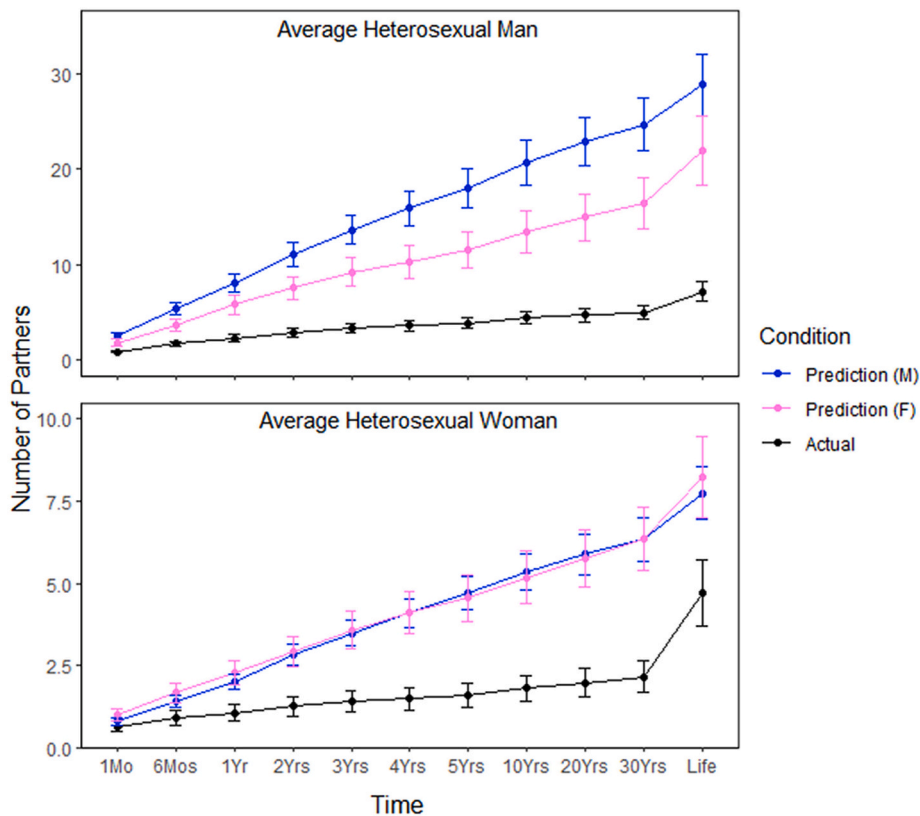 Average Heterosexual Man
30
20
10
0
Number of Partners
Average Heterosexual Woman
10.0
7.5
5.0
2.5
0.0
1Mo 6Mos 1Yr 2Yrs 3Yrs 4Yrs 5Yrs 10Yrs 20Yrs 30Yrs Life
Time
Condition
Prediction (M)
Prediction (F)
Actual